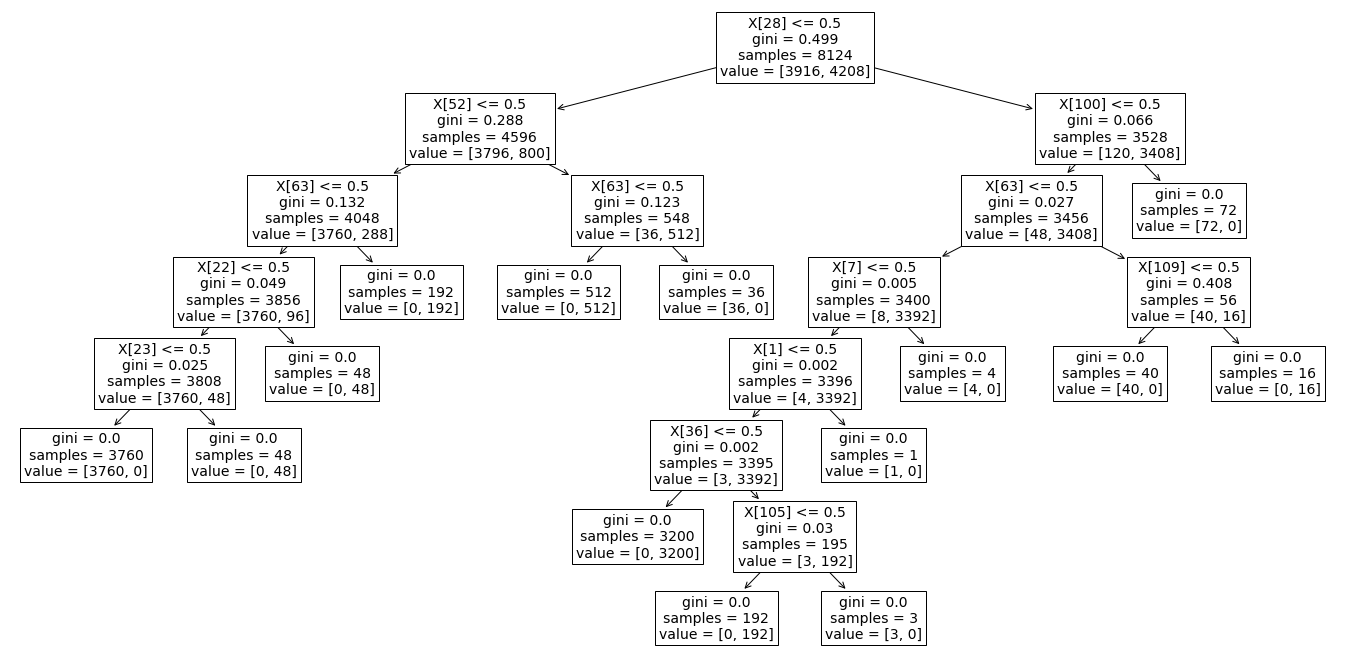 X[28] <= 0.5
gini = 0.499
samples = 8124
value = [3916, 4208]
X[52] <= 0.5
gini = 0.288
samples = 4596
value = [3796, 800]
X[100] <= 0.5
gini = 0.066
samples = 3528
value = [120, 3408]
X[63] <= 0.5
gini = 0.132
samples = 4048
value = [3760, 288]
X[63] <= 0.5
gini = 0.123
samples = 548
value = [36, 512]
X[63] <= 0.5
gini = 0.027
samples = 3456
value = [48, 3408]
gini = 0.0
samples = 72
value = [72, 0]
X[22] <= 0.5
gini = 0.049
samples = 3856
value = [3760, 96]
gini = 0.0
samples = 192
value = [0, 192]
gini = 0.0
samples = 512
value = [0, 512]
gini = 0.0
samples = 36
value = [36, 0]
X[7] <= 0.5
gini = 0.005
samples = 3400
value = [8, 3392]
X[109] <= 0.5
gini = 0.408
samples = 56
value = [40, 16]
X[23] <= 0.5
gini = 0.025
samples = 3808
value = [3760, 48]
gini = 0.0
samples = 48
value = [0, 48]
X[1] <= 0.5
gini = 0.002
samples = 3396
value = [4, 3392]
gini = 0.0
samples = 4
value = [4, 0]
gini = 0.0
samples = 40
value = [40, 0]
gini = 0.0
samples = 16
value = [0, 16]
gini = 0.0
samples = 3760
value = [3760, 0]
gini = 0.0
samples = 48
value = [0, 48]
X[36] <= 0.5
gini = 0.002
samples = 3395
value = [3, 3392]
gini = 0.0
samples = 1
value = [1, 0]
gini = 0.0
samples = 3200
value = [0, 3200]
X[105] <= 0.5
gini = 0.03
samples = 195
value = [3, 192]
gini = 0.0
samples = 192
value = [0, 192]
gini = 0.0
samples = 3
value = [3, 0]